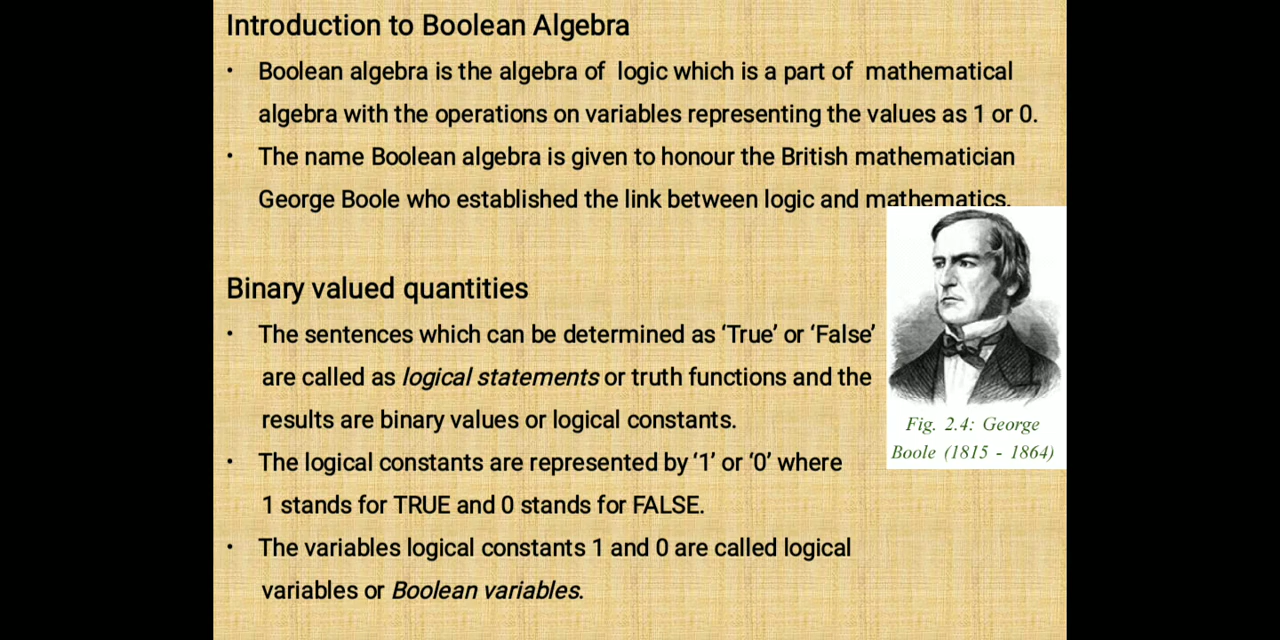 Introduction to Boolean Algebra
• Boolean algebra is the algebra of logic which is a part of mathematical
algebra with the operations on variables representing the values as 1 or 0.
• The name Boolean algebra is given to honour the British mathematician
George Boole who established the link between logic and mathematics.
Binary valued quantities
• The sentences which can be determined as ‘True’ or ‘False’
are called as logical statements or truth functions and the
results are binary values or logical constants.
• The logical constants are represented by ‘1’ or ‘0’ where
1 stands for TRUE and 0 stands for FALSE.
• The variables logical constants 1 and 0 are called logical
variables or Boolean variables.
Fig. 2.4: George
Boole (1815 - 1864)